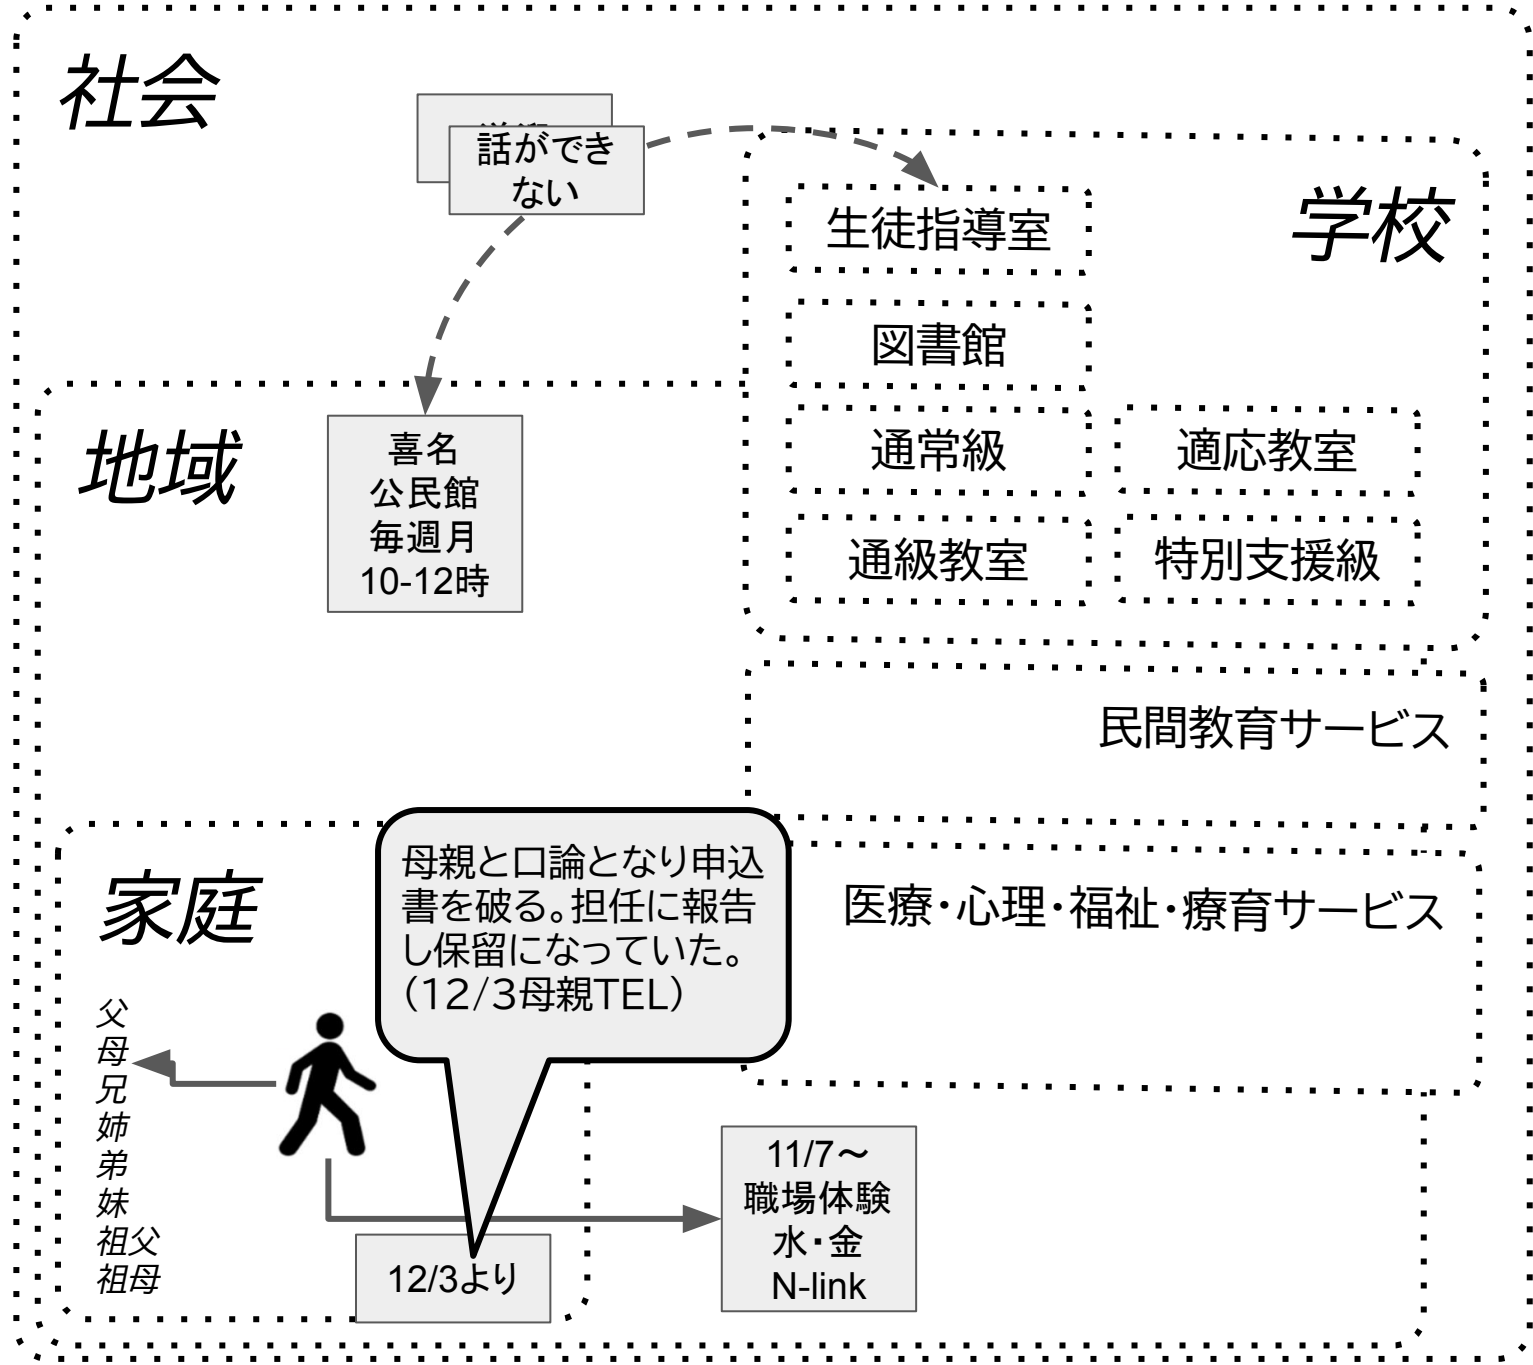 社会
話ができ
ない
学校
生徒指導室
図書館
通常級
適応教室
通級教室
特別支援級
地域
喜名
公民館
毎週月
10-12時
民間教育サービス
医療・心理・福祉・療育サービス
家庭
母親と口論となり申込
書を破る。担任に報告
し保留になっていた。
（12/3母親TEL）
父
母
兄
姉
弟
妹
祖父
祖母
12/3より
11/7～
職場体験
水・金
N-link